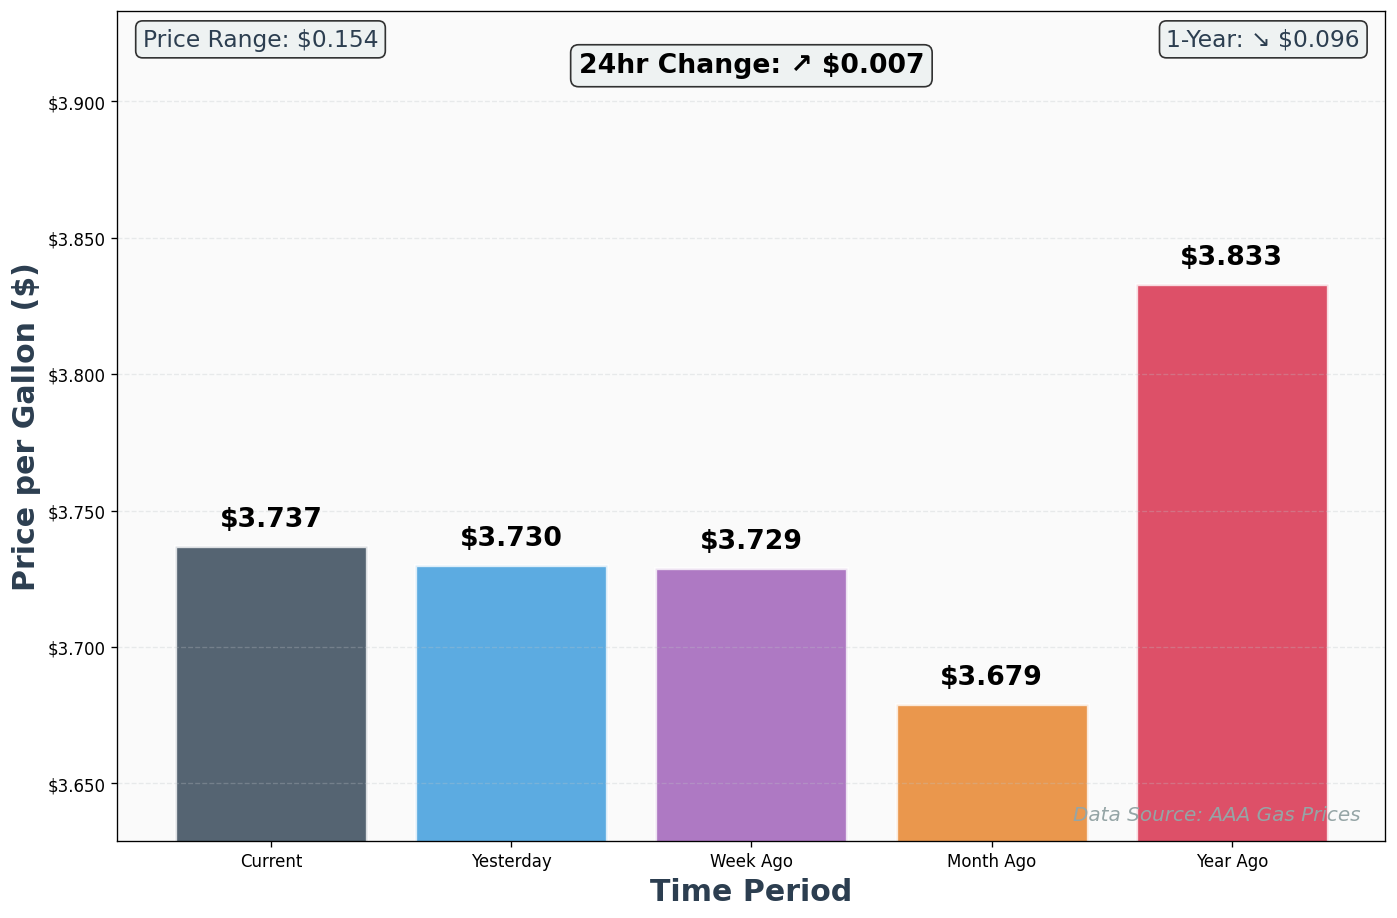 Price Range: $0.154
24hr Change: ↗ $0.007
1-Year: ↘ $0.096
Price per Gallon ($)
$3.900
$3.850
$3.800
$3.750
$3.700
$3.650
$3.737
$3.730
$3.729
$3.679
$3.833
Data Source: AAA Gas Prices
Current
Yesterday
Week Ago
Month Ago
Year Ago
Time Period